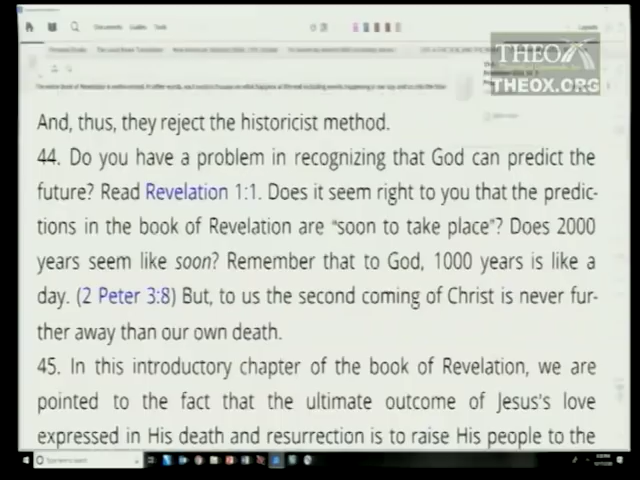 THEOX
THEOX.ORG
And, thus, they reject the historicist method.
44. Do you have a problem in recognizing that God can predict the
future? Read Revelation 1:1. Does it seem right to you that the predic-
tions in the book of Revelation are “soon to take place”? Does 2000
years seem like soon? Remember that to God, 1000 years is like a
day. (2 Peter 3:8) But, to us the second coming of Christ is never fur-
ther away than our own death.
45. In this introductory chapter of the book of Revelation, we are
pointed to the fact that the ultimate outcome of Jesus's love
expressed in His death and resurrection is to raise His people to the